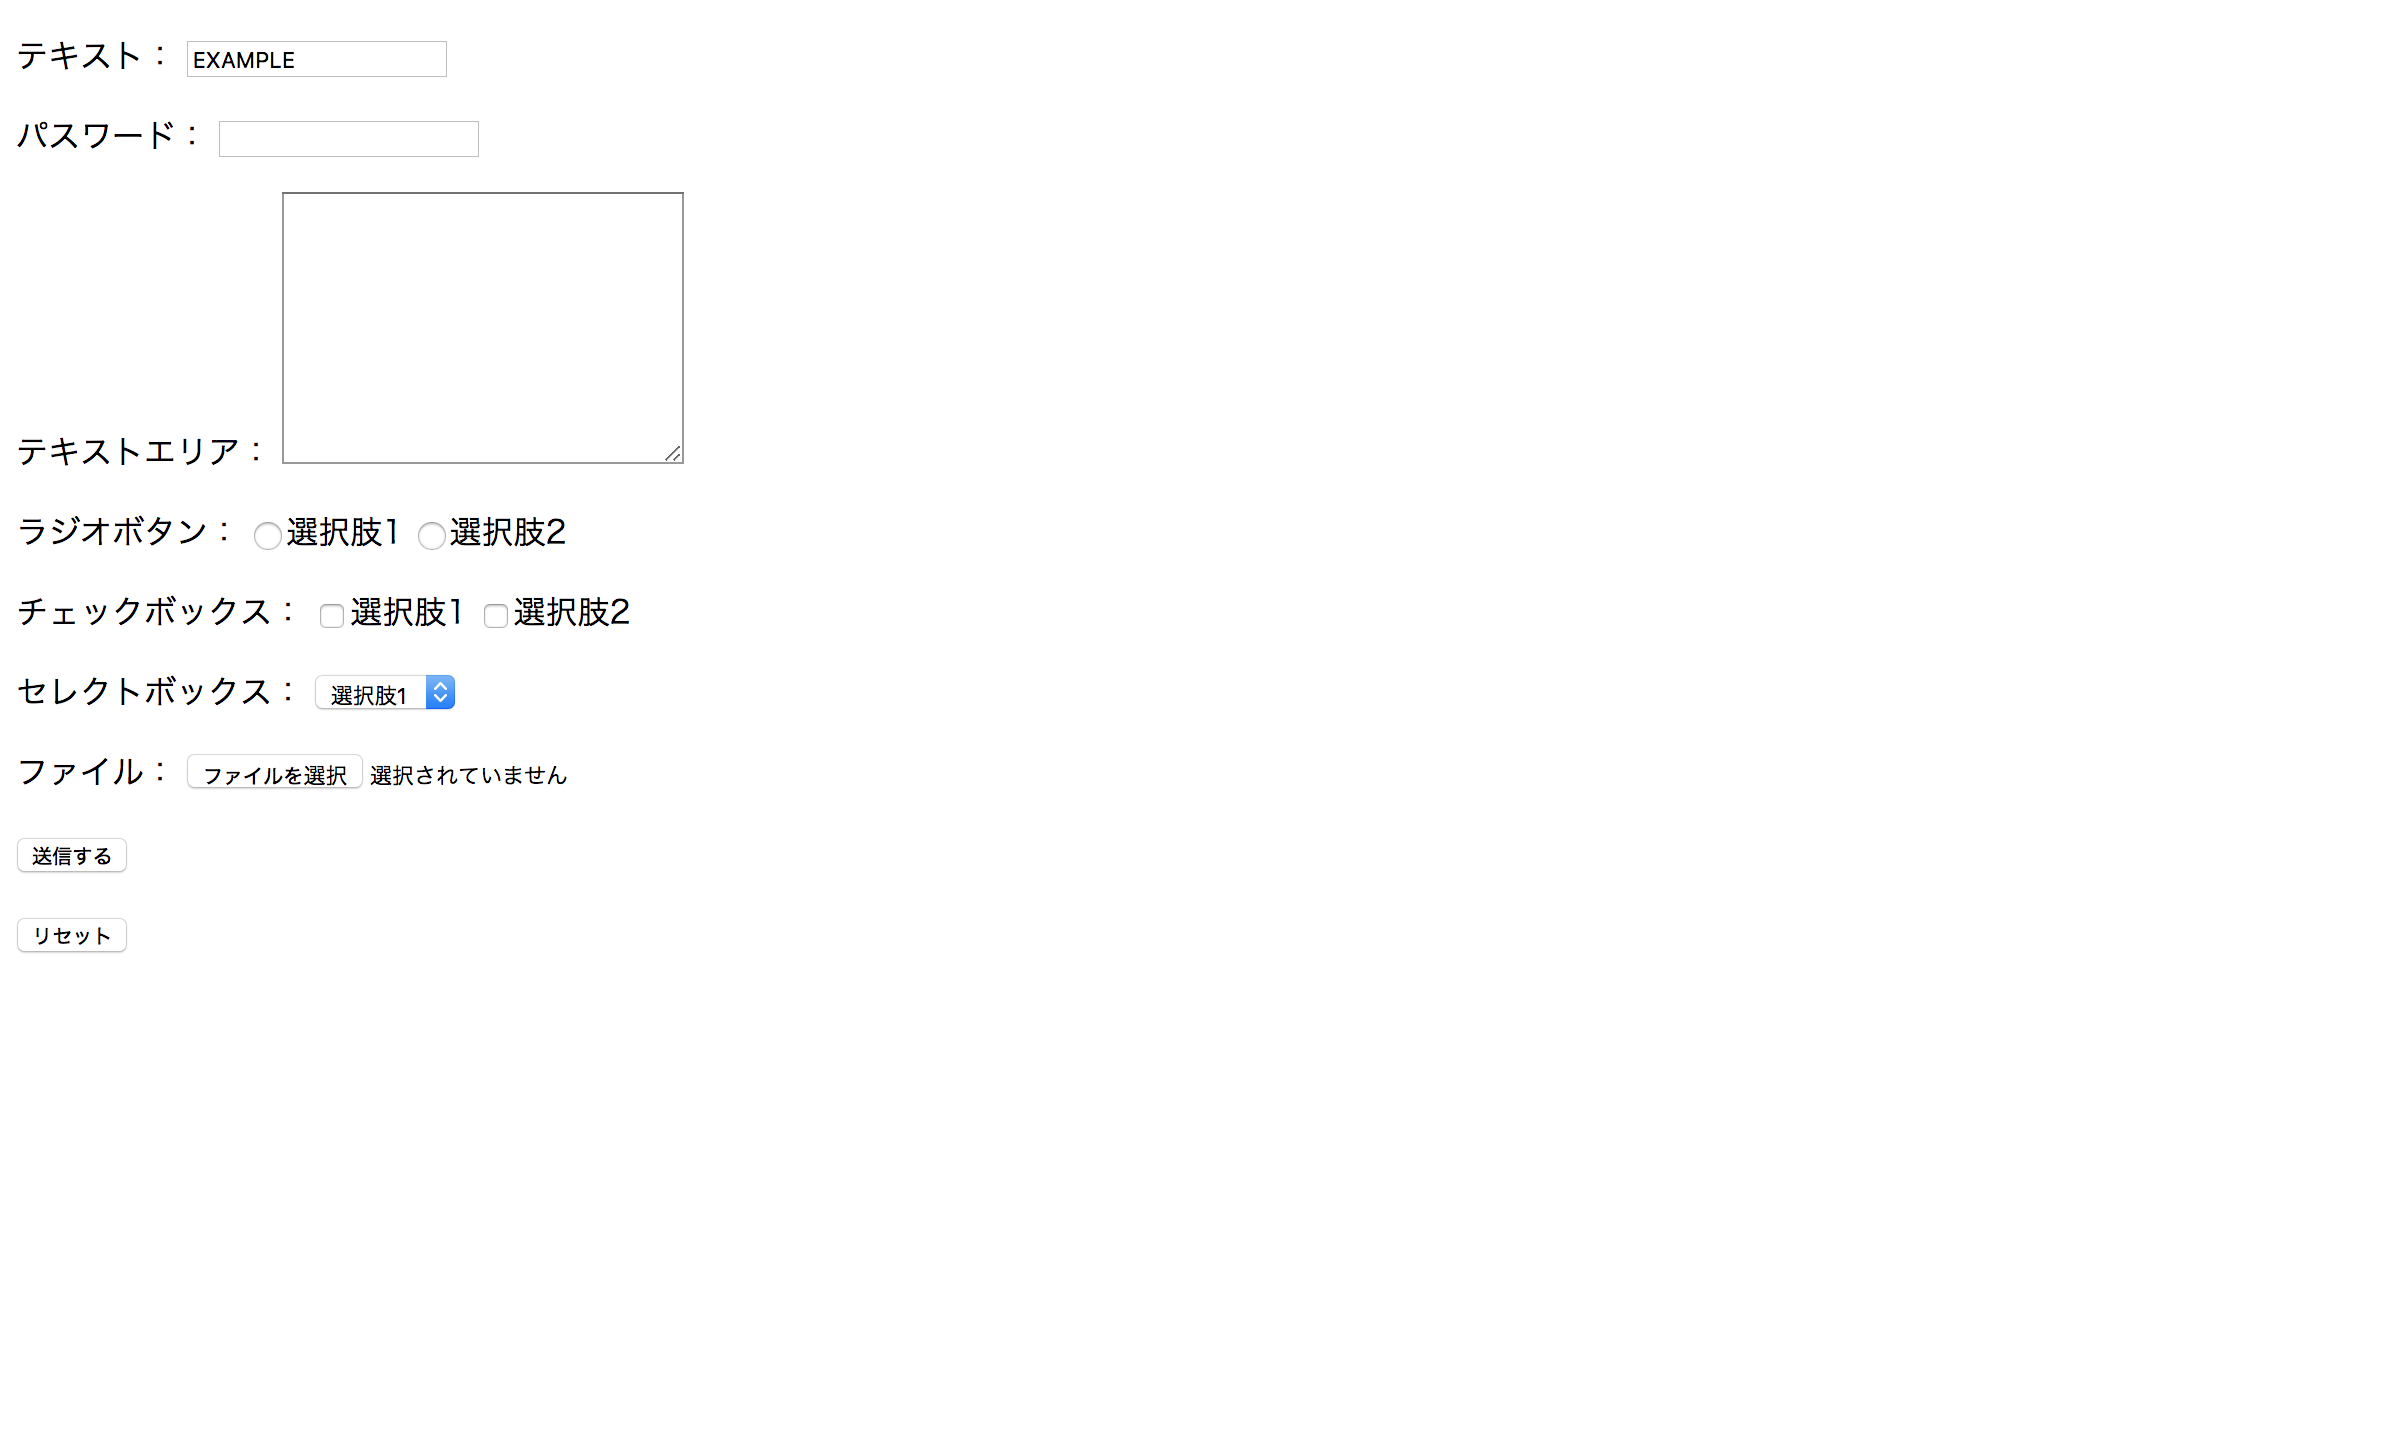 テキスト： EXAMPLE
パスワード：
テキストエリア：
ラジオボタン： 選択肢1 選択肢2
チェックボックス： 選択肢1 選択肢2
セレクトボックス： 選択肢1
ファイル： ファイルを選択 選択されていません
送信する
リセット